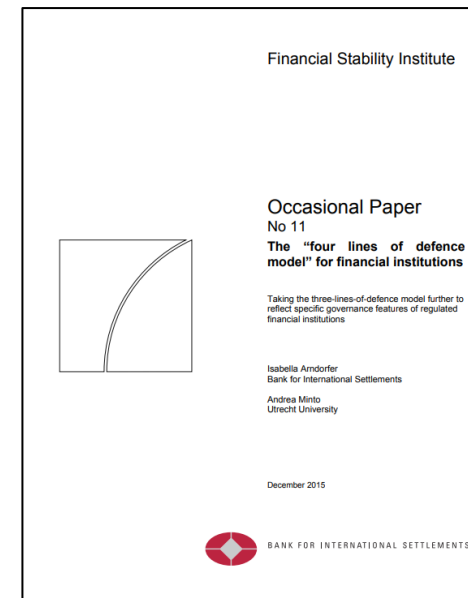 Financial Stability Institute
Occasional Paper
No 11
The “four lines of defence
model” for financial institutions
Taking the three-lines-of-defence model further to
reflect specific governance features of regulated
financial institutions
Isabella Arndorfer
Bank for International Settlements
Andrea Minto
Utrecht University
December 2015
BANK FOR INTERNATIONAL SETTLEMENTS